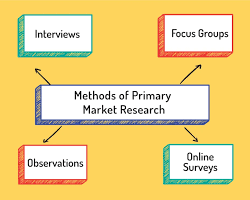 Interviews
Focus Groups
Methods of Primary
Market Research
Observations
Online
Surveys